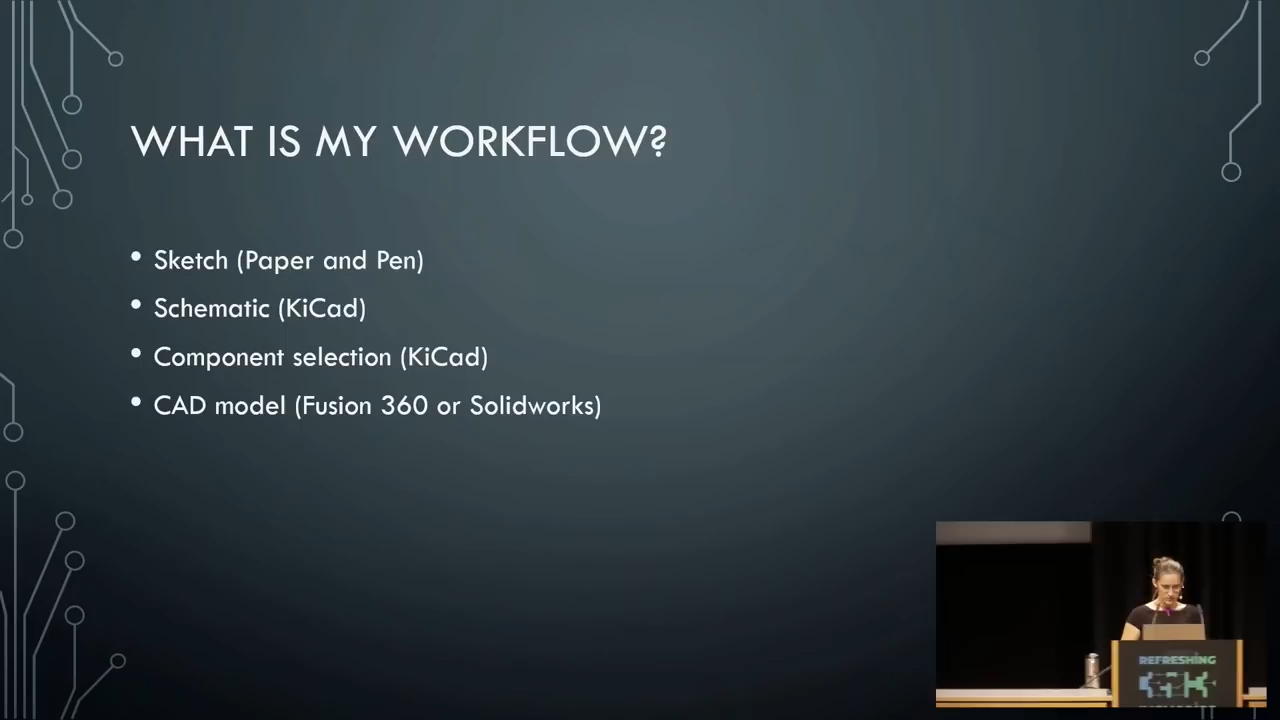 WHAT IS MY WORKFLOW?
• Sketch (Paper and Pen)
• Schematic (KiCad)
• Component selection (KiCad)
• CAD model (Fusion 360 or Solidworks)
REFRESHING